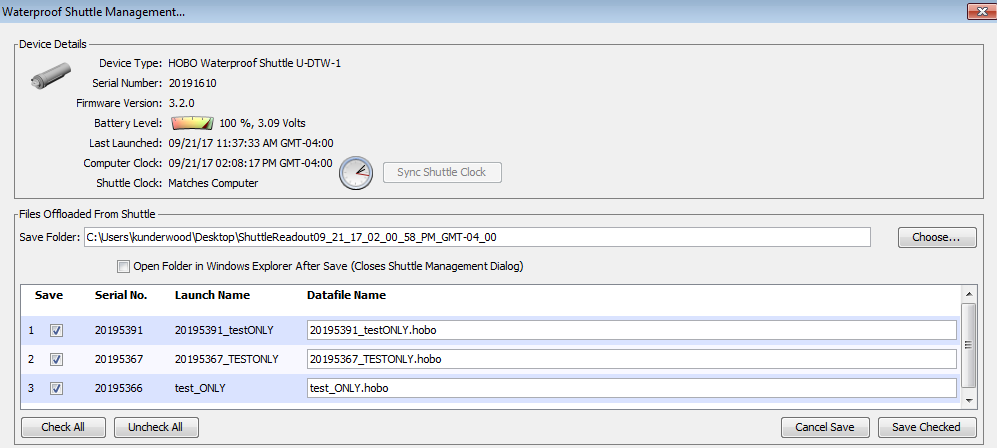 Waterproof Shuttle Management...
Device Details
Device Type: HOBO Waterproof Shuttle U-DTW-1
Serial Number: 20191610
Firmware Version: 3.2.0
Battery Level: 100 %, 3.09 Volts
Last Launched: 09/21/17 11:37:33 AM GMT-04:00
Computer Clock: 09/21/17 02:08:17 PM GMT-04:00
Sync Shuttle Clock
Shuttle Clock: Matches Computer
Files Offloaded From Shuttle
Save Folder: C:\Users\kunderwood\Desktop\ShuttleReadout09_21_17_02_00_58_PM_GMT-04_00 Choose...
Open Folder in Windows Explorer After Save (Closes Shuttle Management Dialog)
Save Serial No. Launch Name Datafile Name
1 20195391 20195391_testONLY 20195391_testONLY.hobo
2 20195367 20195367_TESTONLY 20195367_TESTONLY.hobo
3 20195366 test_ONLY test_ONLY.hobo
Check All Uncheck All Cancel Save Save Checked